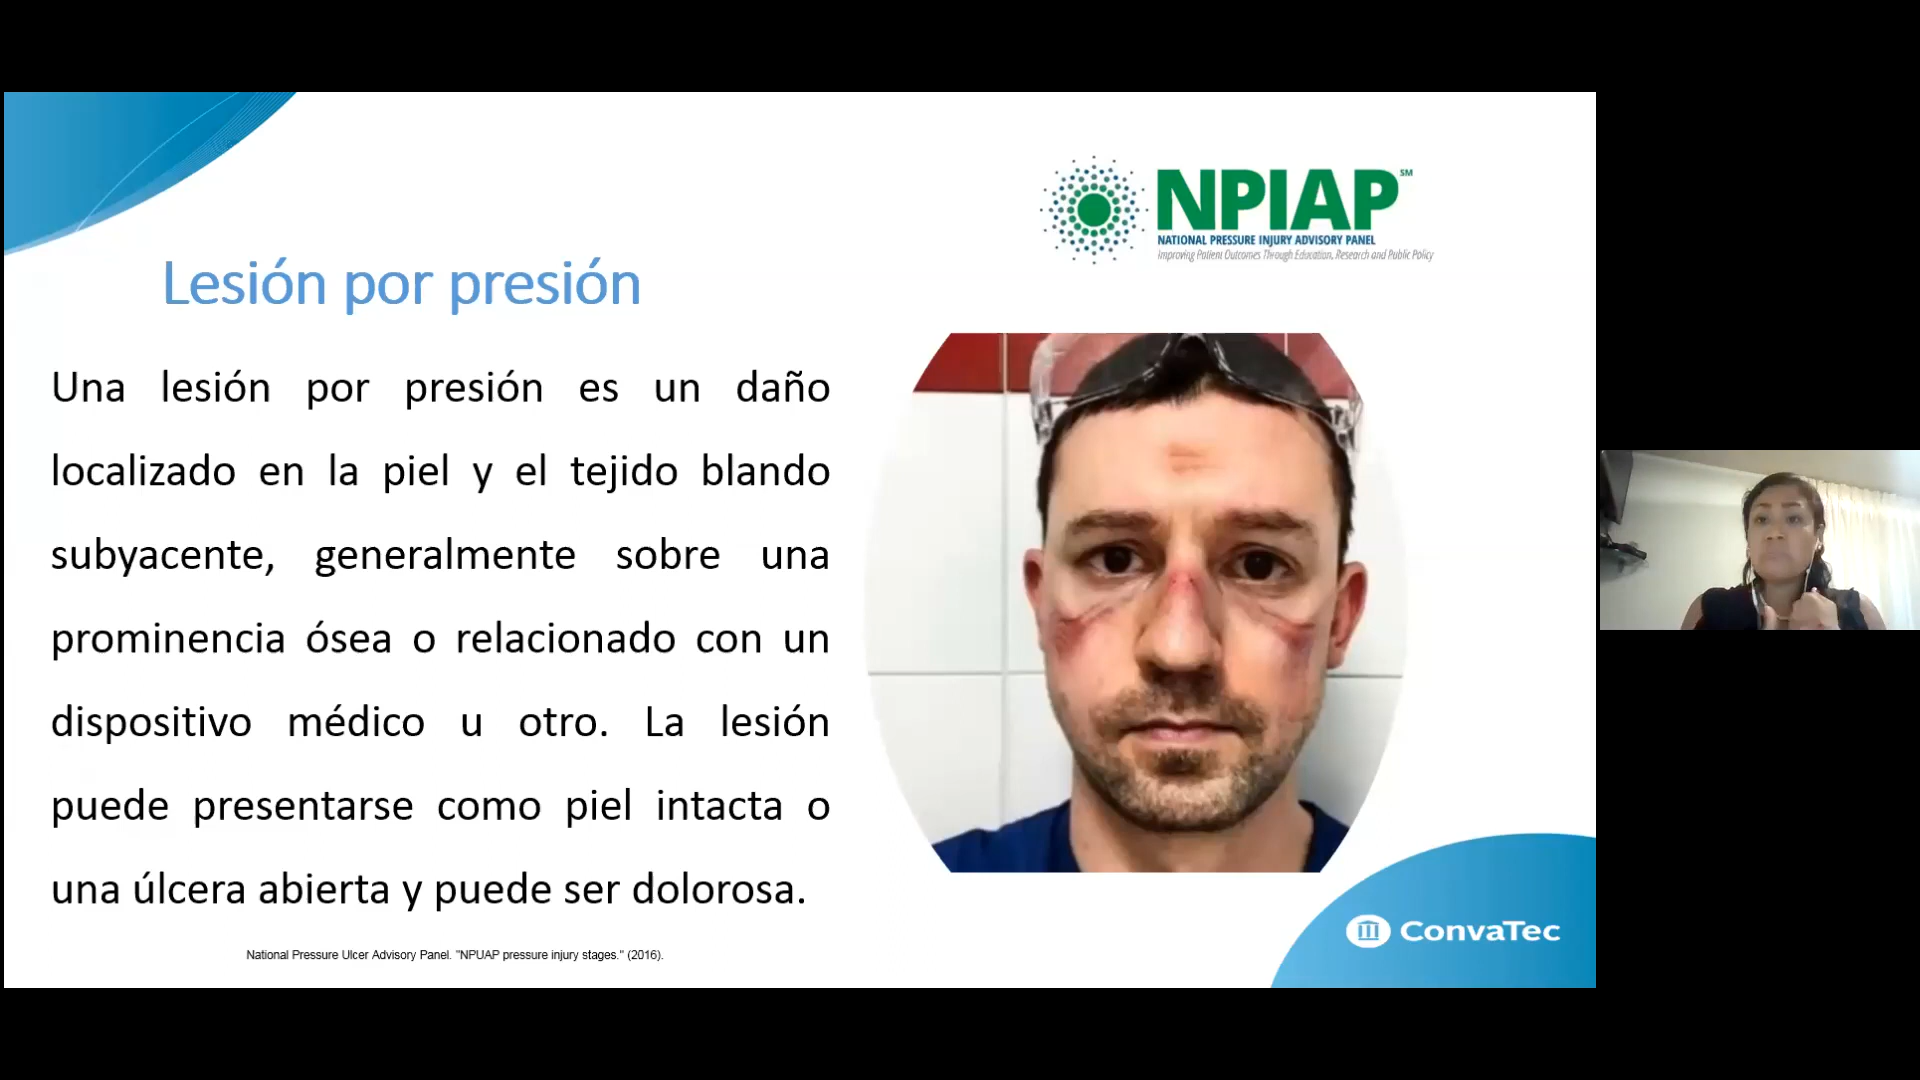 NPIAP SM
NATIONAL PRESSURE INJURY ADVISORY PANEL
Improving Patient Outcomes Through Education, Research and Public Policy
Lesión por presión
Una lesión por presión es un daño
localizado en la piel y el tejido blando
subyacente, generalmente sobre una
prominencia ósea o relacionado con un
dispositivo médico u otro. La lesión
puede presentarse como piel intacta o
una úlcera abierta y puede ser dolorosa.
ConvaTec
National Pressure Ulcer Advisory Panel. "NPUAP pressure injury stages." (2016).